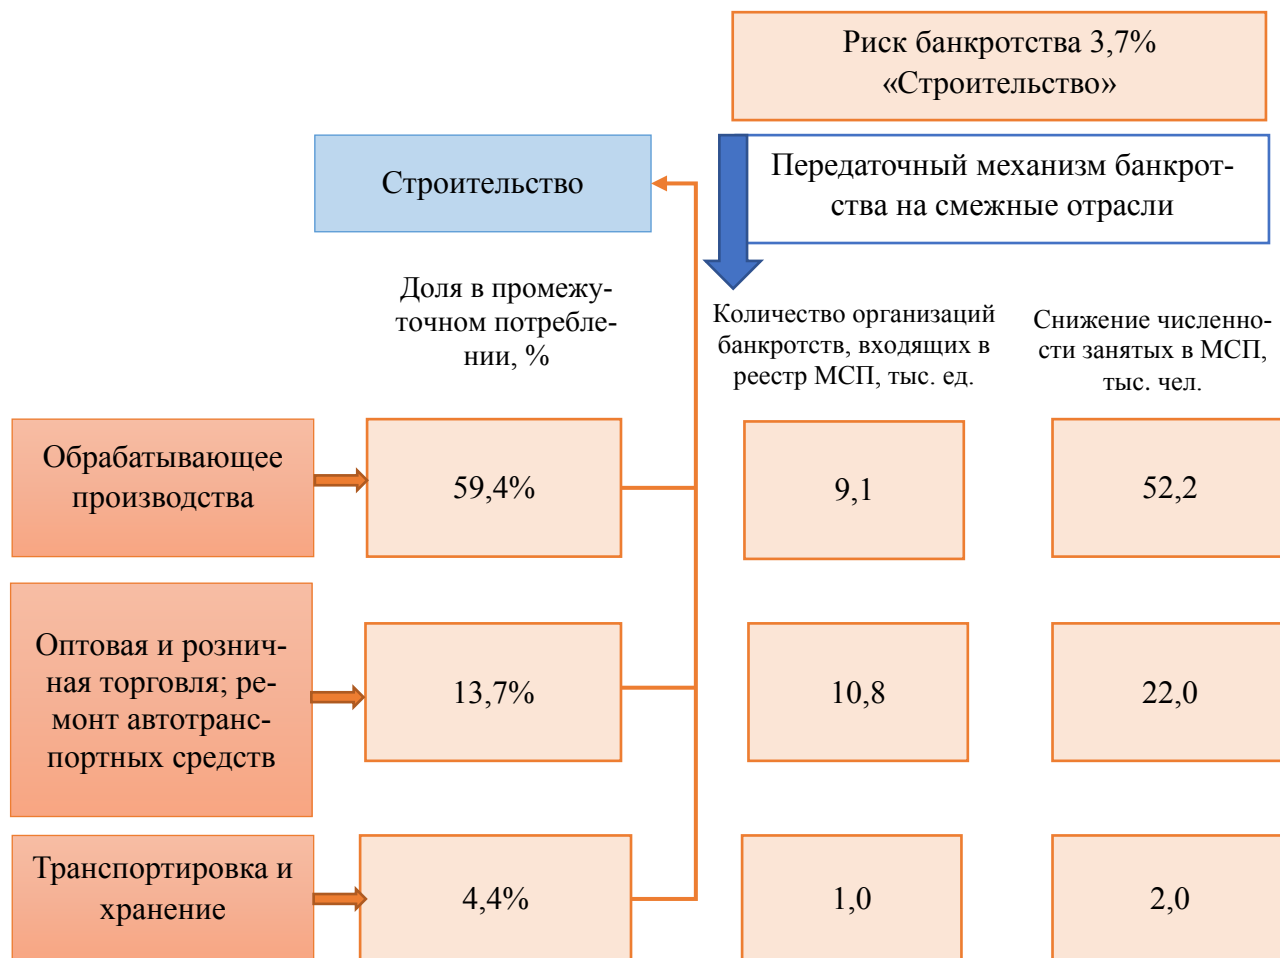 Риск банкротства 3,7%
«Строительство»
Строительство
Передаточный механизм банкрот-
ства на смежные отрасли
Доля в промежу-
точном потребле-
нии, %
Количество организаций
банкротств, входящих в
реестр МСП, тыс. ед.
Снижение численно-
сти занятых в МСП,
тыс. чел.
Обрабатывающее
производства
59,4%
9,1
52,2
Оптовая и рознич-
ная торговля; ре-
монт автотранс-
портных средств
13,7%
10,8
22,0
Транспортировка и
хранение
4,4%
1,0
2,0